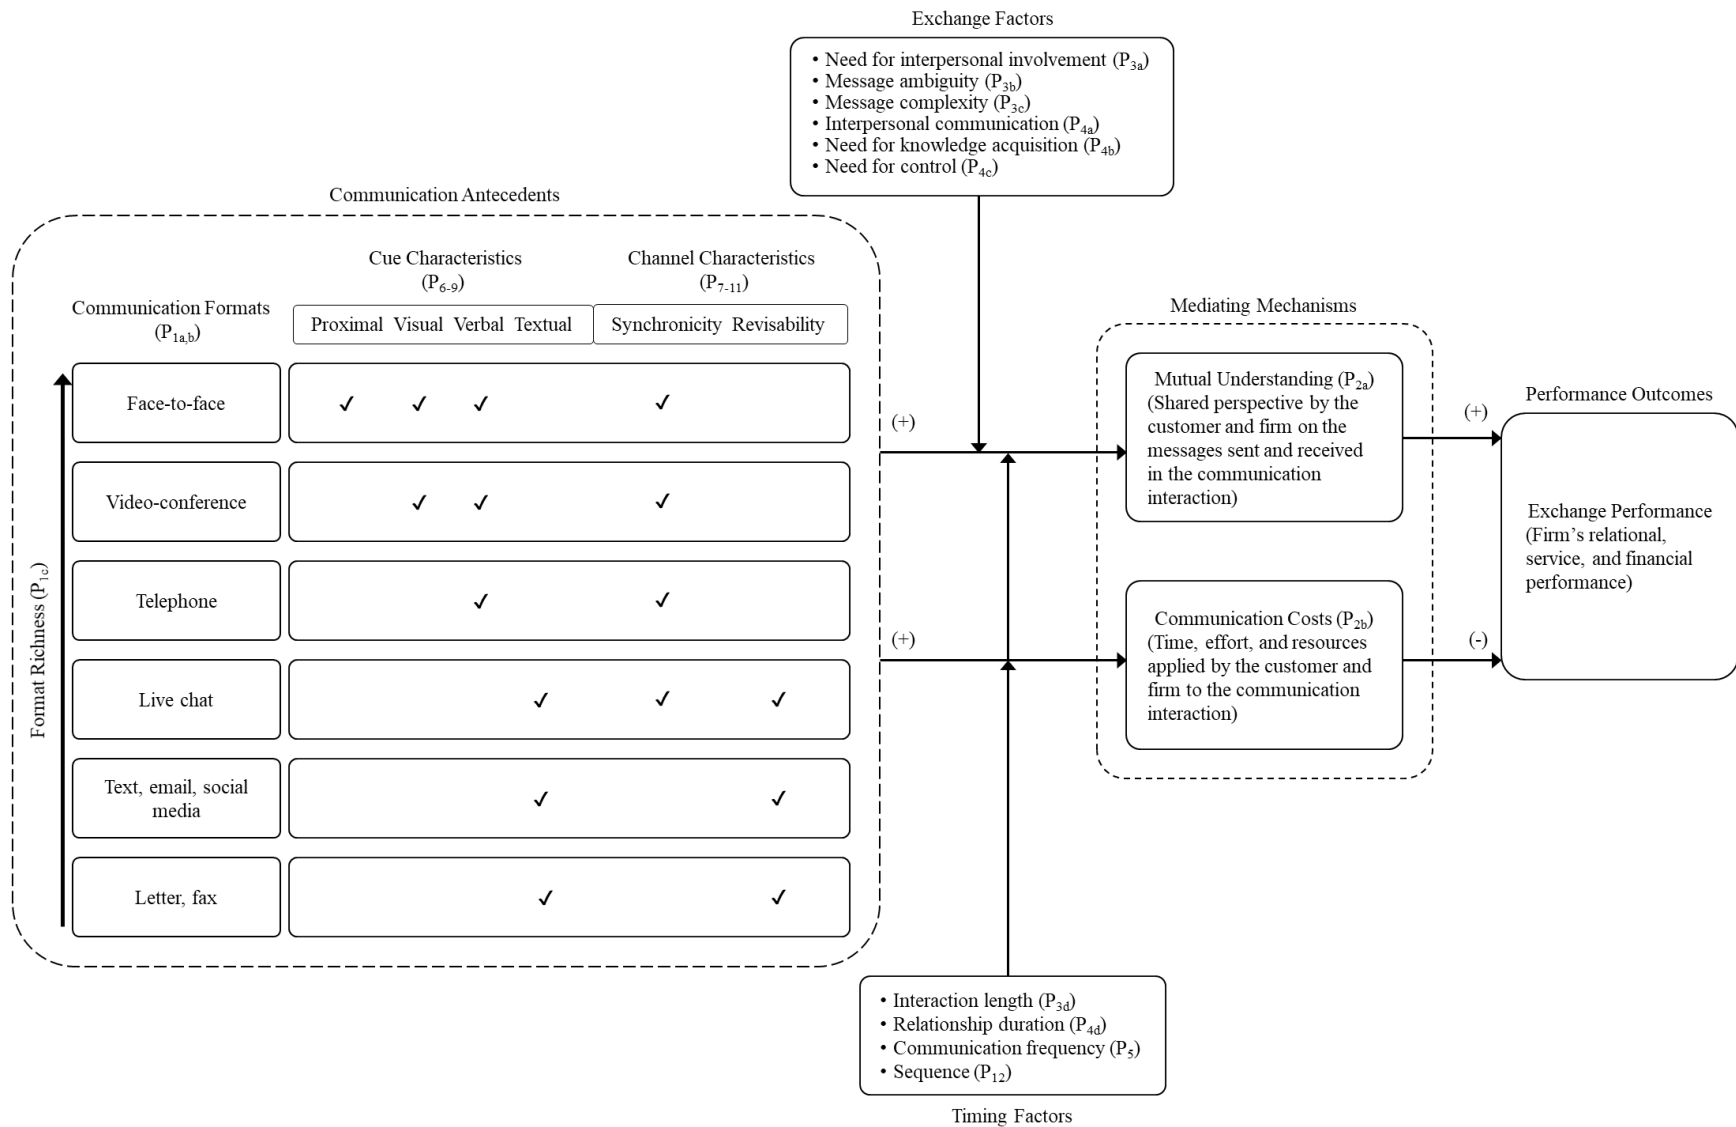 Exchange Factors
• Need for interpersonal involvement (P3a)
• Message ambiguity (P3b)
• Message complexity (P3c)
• Interpersonal communication (P4a)
• Need for knowledge acquisition (P4b)
• Need for control (P4c)
Communication Antecedents
Cue Characteristics
(P6-9)
Channel Characteristics
(P7-11)
Communication Formats
(P1a,b)
Proximal Visual Verbal Textual
Synchronicity Revisability
Format Richness (P1c)
Face-to-face ✓ ✓ ✓ ✓
Video-conference ✓ ✓ ✓
Telephone ✓ ✓
Live chat ✓ ✓ ✓
Text, email, social
media ✓ ✓
Letter, fax ✓ ✓
(+)
(+)
Mediating Mechanisms
Mutual Understanding (P2a)
(Shared perspective by the
customer and firm on the
messages sent and received
in the communication
interaction)
Communication Costs (P2b)
(Time, effort, and resources
applied by the customer and
firm to the communication
interaction)
(+)
(-)
Performance Outcomes
Exchange Performance
(Firm’s relational,
service, and financial
performance)
• Interaction length (P3d)
• Relationship duration (P4d)
• Communication frequency (P5)
• Sequence (P12)
Timing Factors